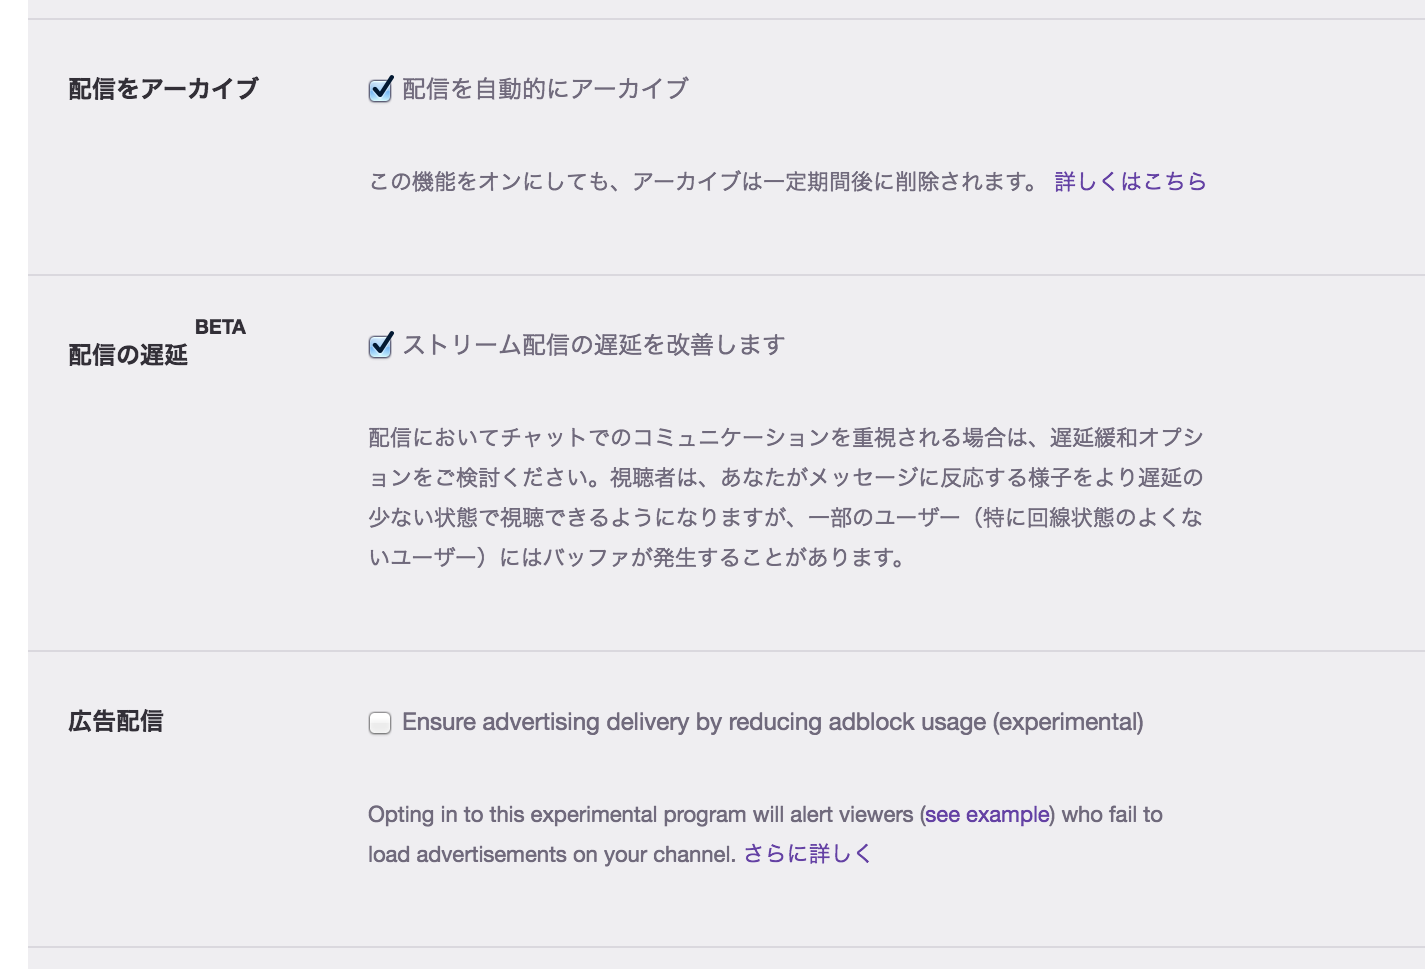 配信をアーカイブ
配信を自動的にアーカイブ
この機能をオンにしても、アーカイブは一定期間後に削除されます。 詳しくはこちら
配信の遅延 BETA
ストリーム配信の遅延を改善します
配信においてチャットでのコミュニケーションを重視される場合は、遅延緩和オプシ
ョンをご検討ください。視聴者は、あなたがメッセージに反応する様子をより遅延の
少ない状態で視聴できるようになりますが、一部のユーザー（特に回線状態のよくな
いユーザー）にはバッファが発生することがあります。
広告配信
Ensure advertising delivery by reducing adblock usage (experimental)
Opting in to this experimental program will alert viewers (see example) who fail to
load advertisements on your channel. さらに詳しく